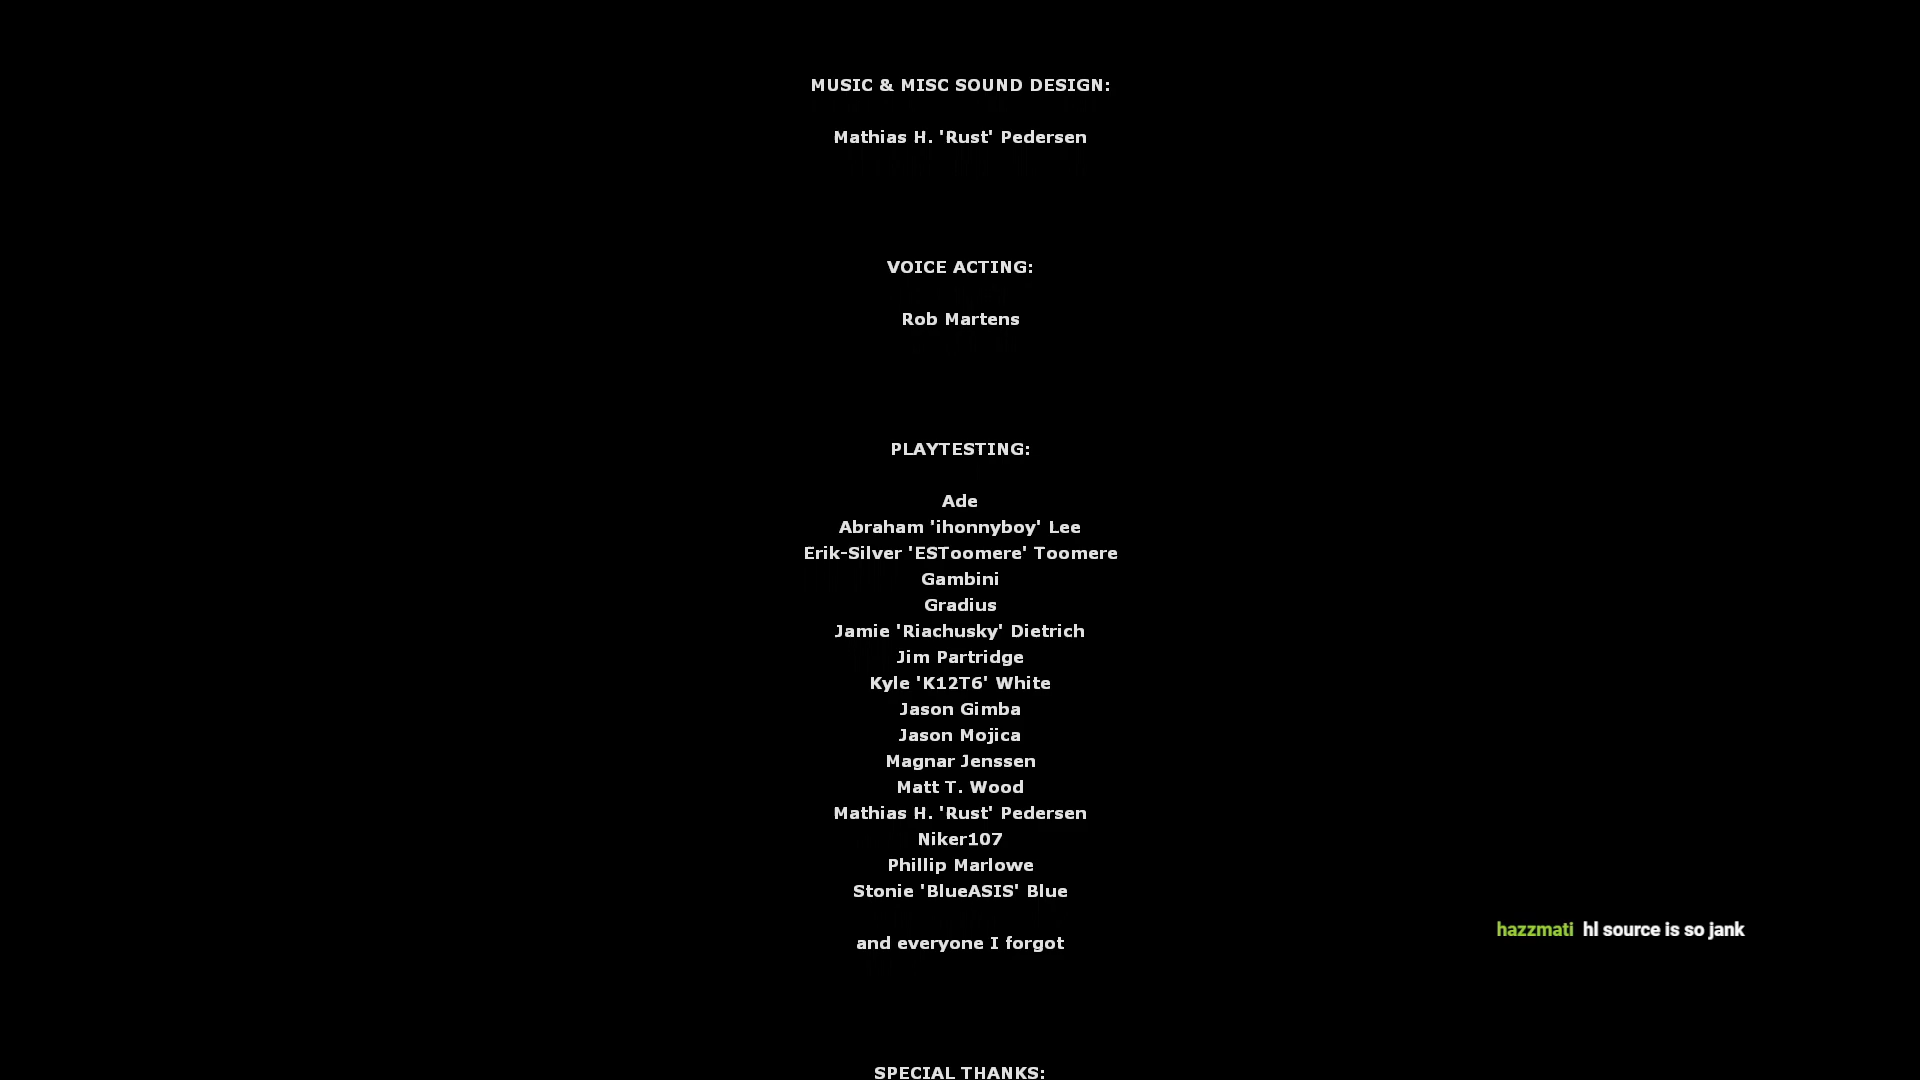 MUSIC & MISC SOUND DESIGN:
Mathias H. 'Rust' Pedersen
VOICE ACTING:
Rob Martens
PLAYTESTING:
Ade
Abraham 'ihonnyboy' Lee
Erik-Silver 'ESToomere' Toomere
Gambini
Gradius
Jamie 'Riachusky' Dietrich
Jim Partridge
Kyle 'K12T6' White
Jason Gimba
Jason Mojica
Magnar Jenssen
Matt T. Wood
Mathias H. 'Rust' Pedersen
Niker107
Phillip Marlowe
Stonie 'BlueASIS' Blue
and everyone I forgot
hazzmati hl source is so jank
SPECIAL THANKS: